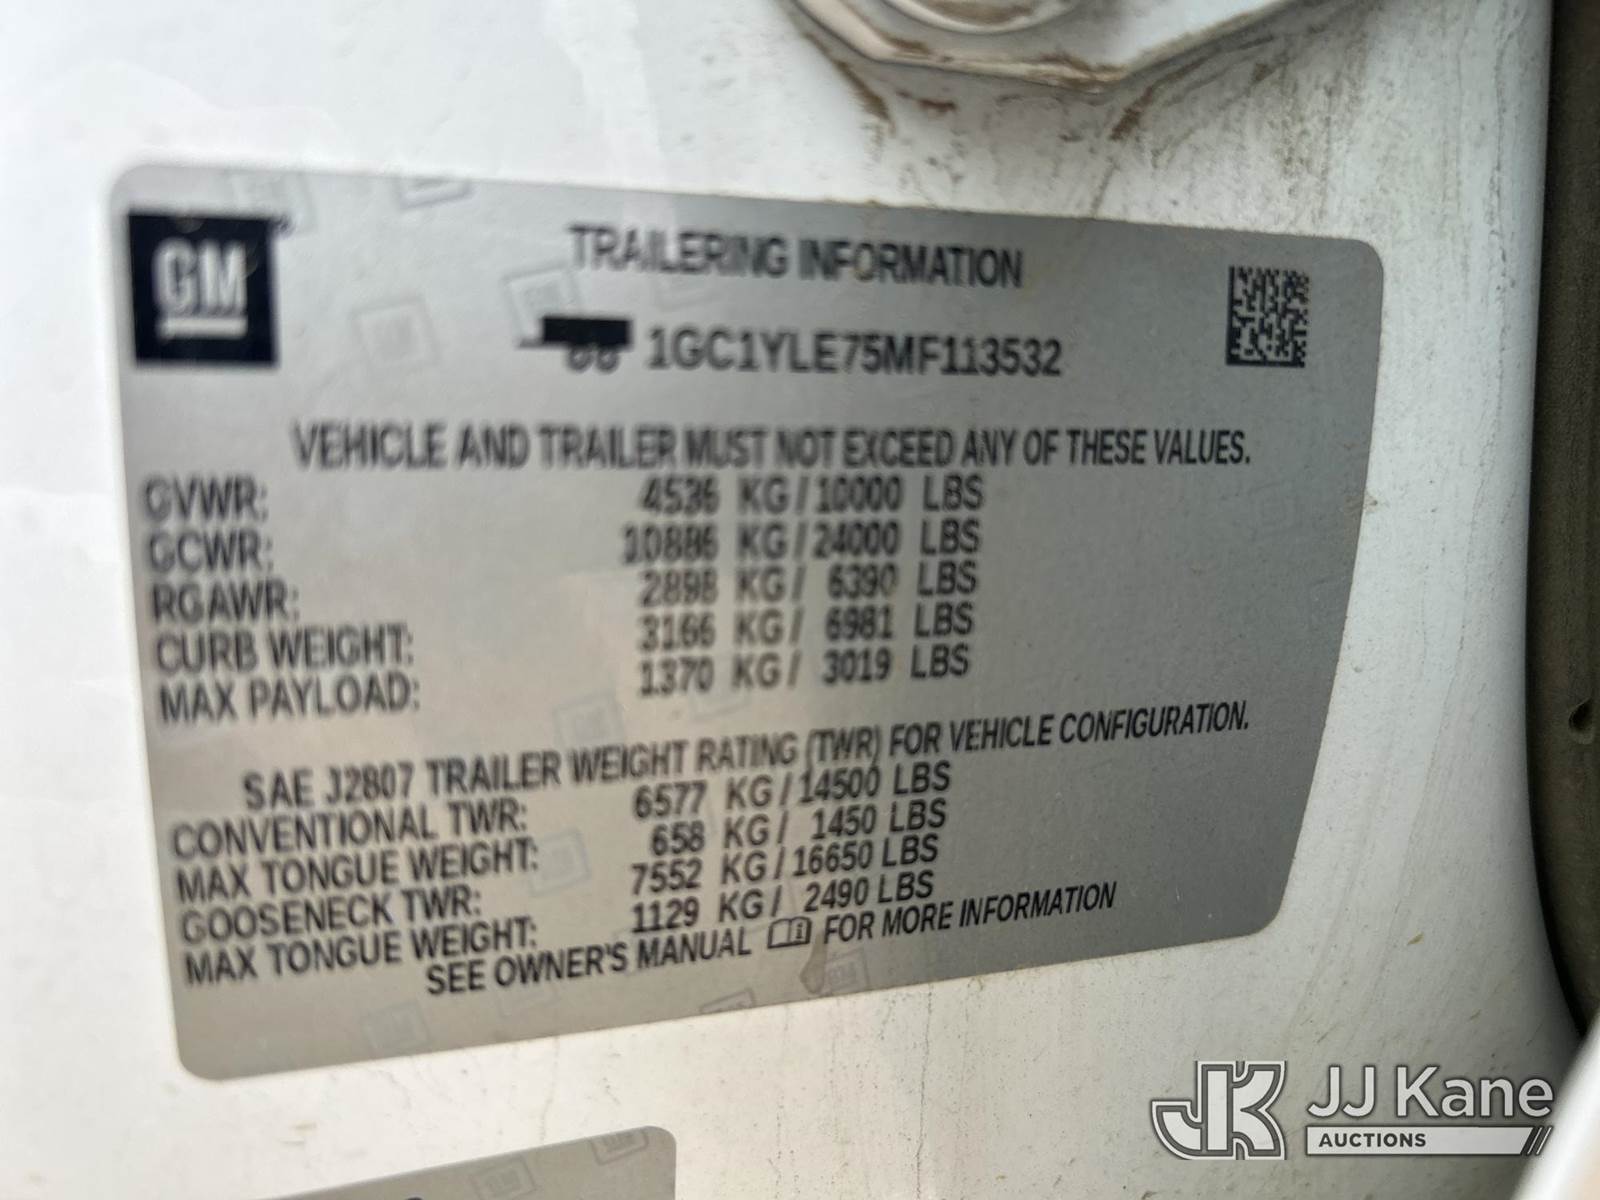 GM
TRAILERING INFORMATION
1GC1YLE75MF113532
VEHICLE AND TRAILER MUST NOT EXCEED ANY OF THESE VALUES.
GVWR: 4536 KG / 10000 LBS
GCWR: 10886 KG / 24000 LBS
RGAWR: 2898 KG / 6390 LBS
CURB WEIGHT: 3166 KG / 6981 LBS
MAX PAYLOAD: 1370 KG / 3019 LBS
SAE J2807 TRAILER WEIGHT RATING (TWR) FOR VEHICLE CONFIGURATION.
CONVENTIONAL TWR: 6577 KG / 14500 LBS
MAX TONGUE WEIGHT: 658 KG / 1450 LBS
GOOSENECK TWR: 7552 KG / 16650 LBS
MAX TONGUE WEIGHT: 1129 KG / 2490 LBS
SEE OWNER'S MANUAL FOR MORE INFORMATION
JK JJ Kane
AUCTIONS